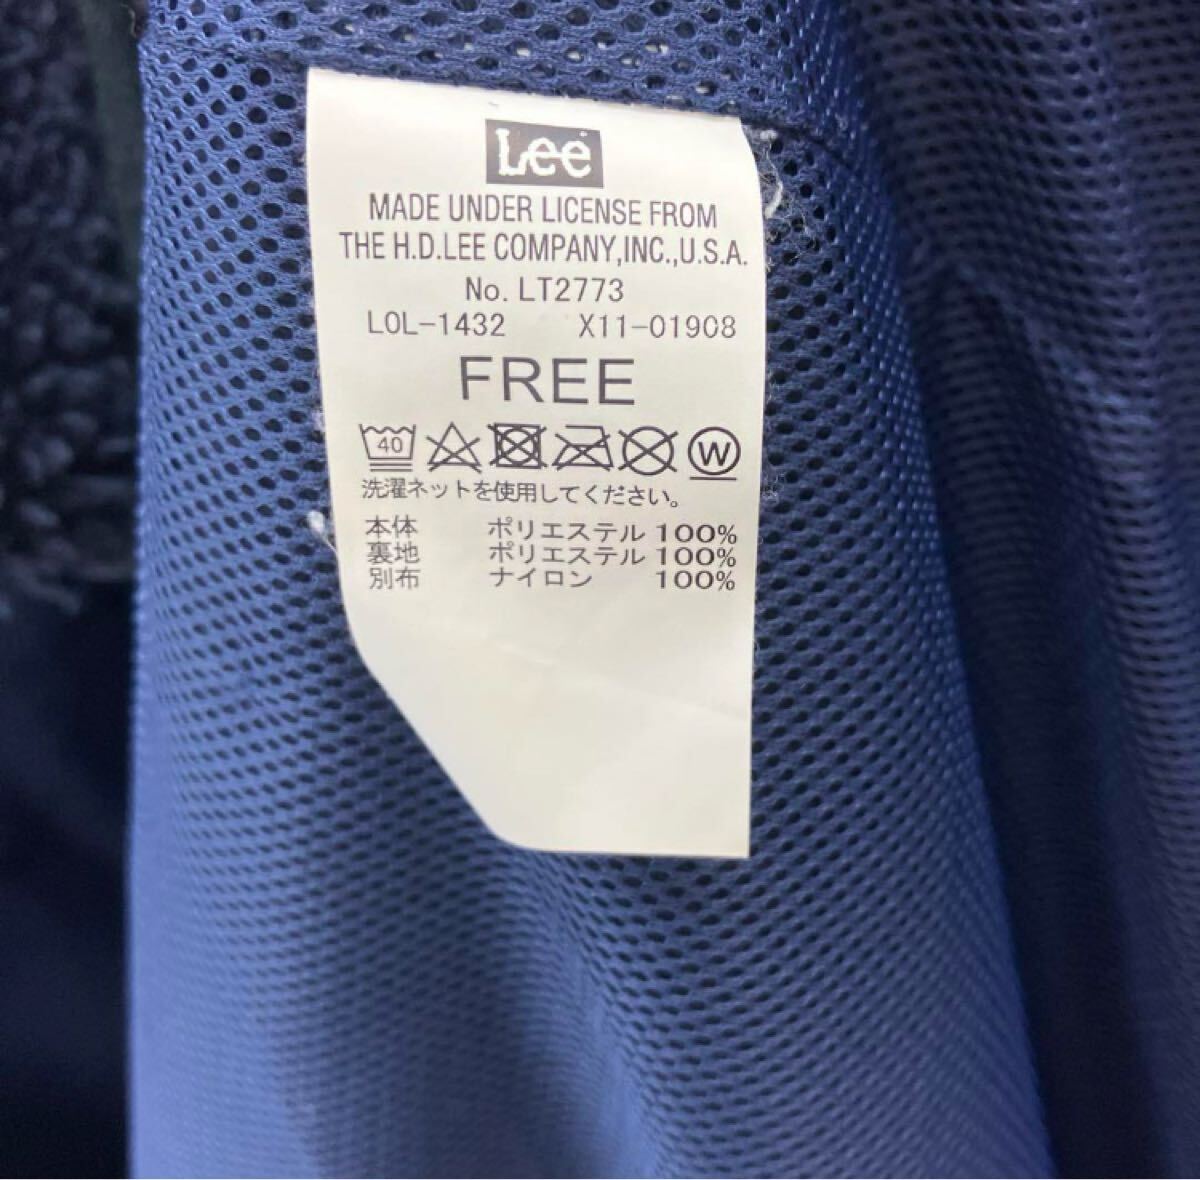 Lee
MADE UNDER LICENSE FROM
THE H.D.LEE COMPANY,INC.,U.S.A.
No. LT2773
LOL-1432 X11-01908
FREE
40 W
洗濯ネットを使用してください。
本体 ポリエステル 100%
裏地 ポリエステル 100%
別布 ナイロン 100%